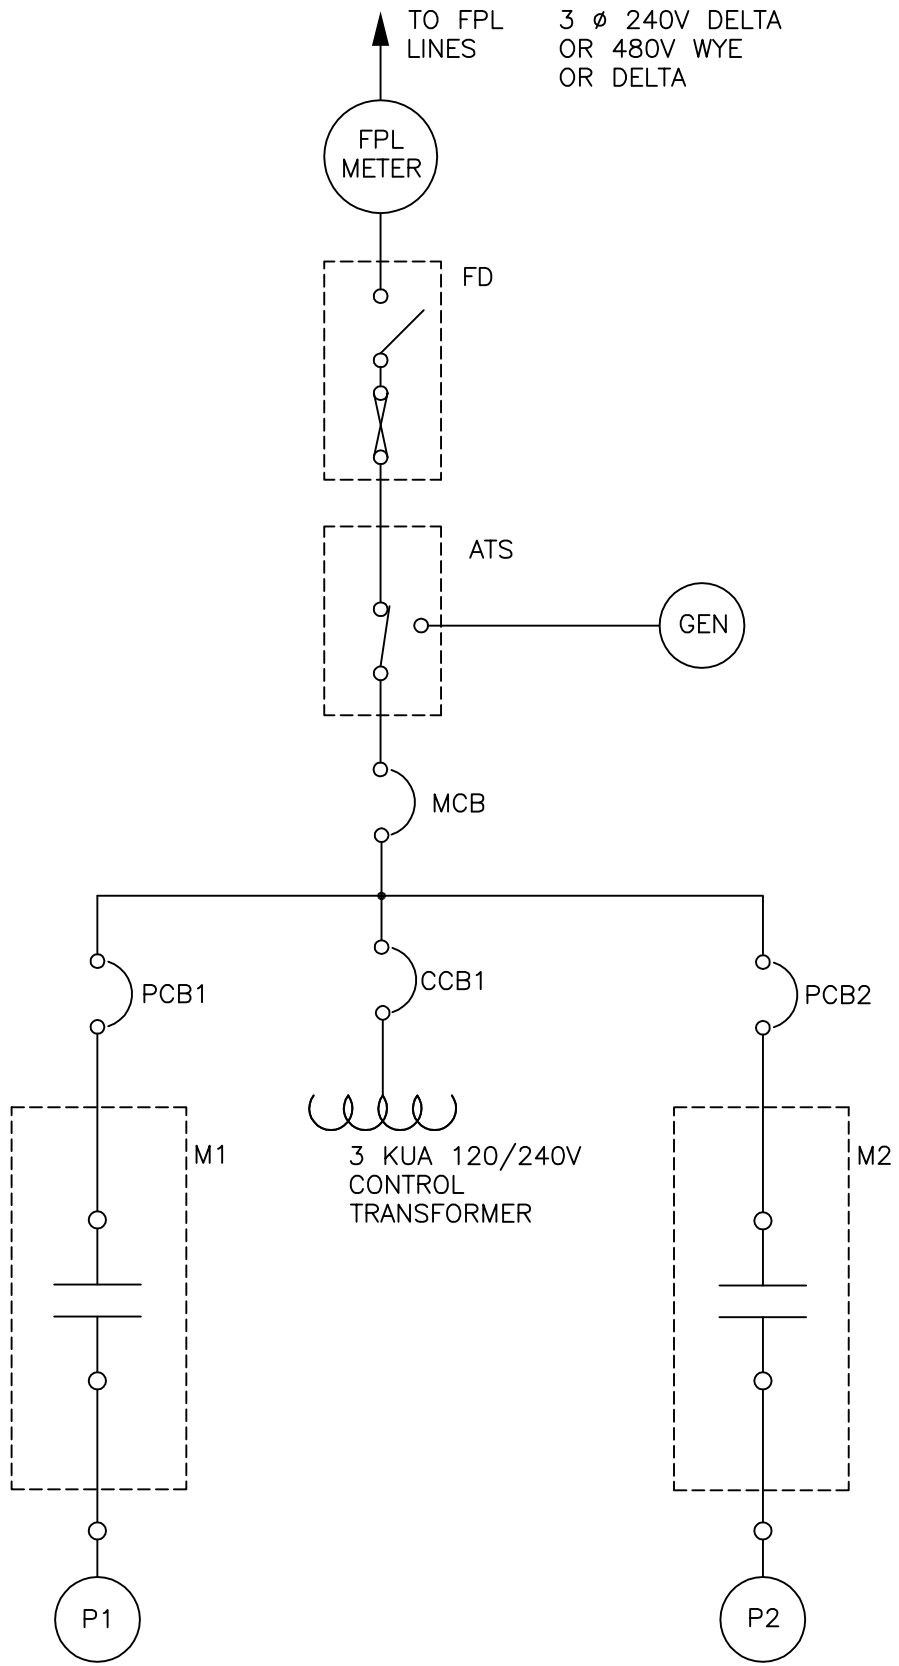 TO FPL
LINES
3 ø 240V DELTA
OR 480V WYE
OR DELTA
FPL
METER
FD
ATS
GEN
MCB
PCB1
CCB1
PCB2
M1
3 KUA 120/240V
CONTROL
TRANSFORMER
M2
P1
P2